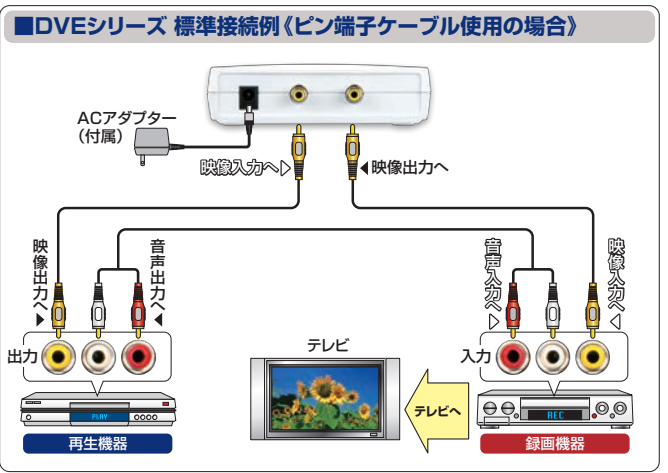 ■DVEシリーズ 標準接続例《ピン端子ケーブル使用の場合》
ACアダプター
（付属）
映像入力へ▷
◀映像出力へ
映像出力へ▶
音声出力へ▶
音声入力へ▷
映像入力へ◁
出力
テレビ
入力
PLAY
テレビへ
REC
再生機器
録画機器